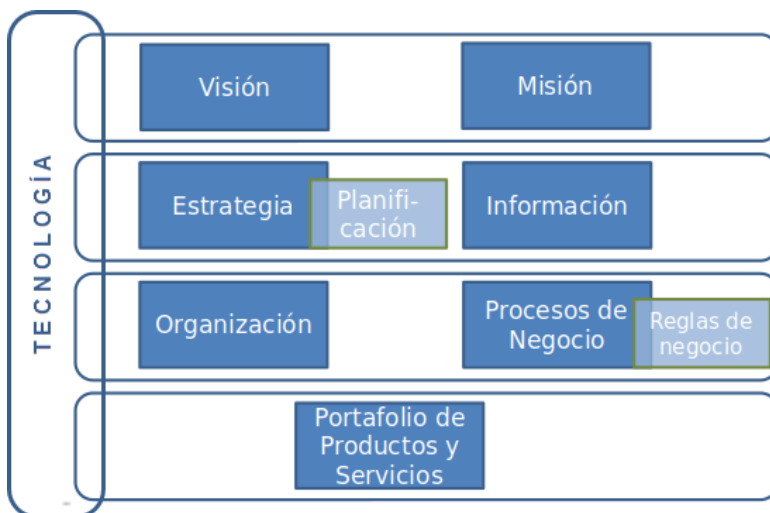 TECNOLOGÍA
Visión
Misión
Estrategia
Planifi-
cación
Información
Organización
Procesos de
Negocio
Reglas de
negocio
Portafolio de
Productos y
Servicios